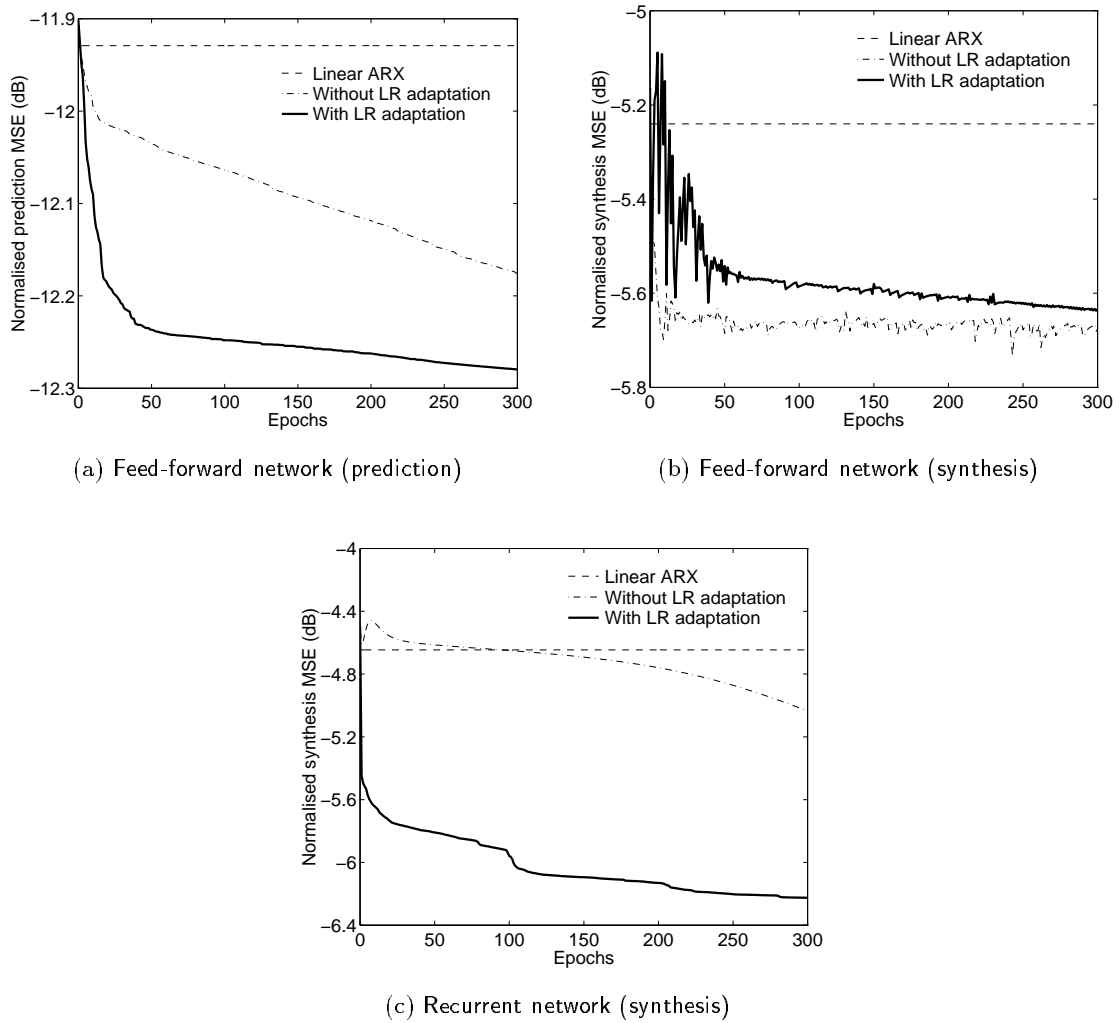 −11.9
−12
−12.1
−12.2
−12.3
0
50
100
150
200
250
300
Epochs
Normalised prediction MSE (dB)
Linear ARX
Without LR adaptation
With LR adaptation
(a) Feed-forward network (prediction)
−5
−5.2
−5.4
−5.6
−5.8
0
50
100
150
200
250
300
Epochs
Normalised synthesis MSE (dB)
Linear ARX
Without LR adaptation
With LR adaptation
(b) Feed-forward network (synthesis)
−4
−4.4
−4.8
−5.2
−5.6
−6
−6.4
0
50
100
150
200
250
300
Epochs
Normalised synthesis MSE (dB)
Linear ARX
Without LR adaptation
With LR adaptation
(c) Recurrent network (synthesis)